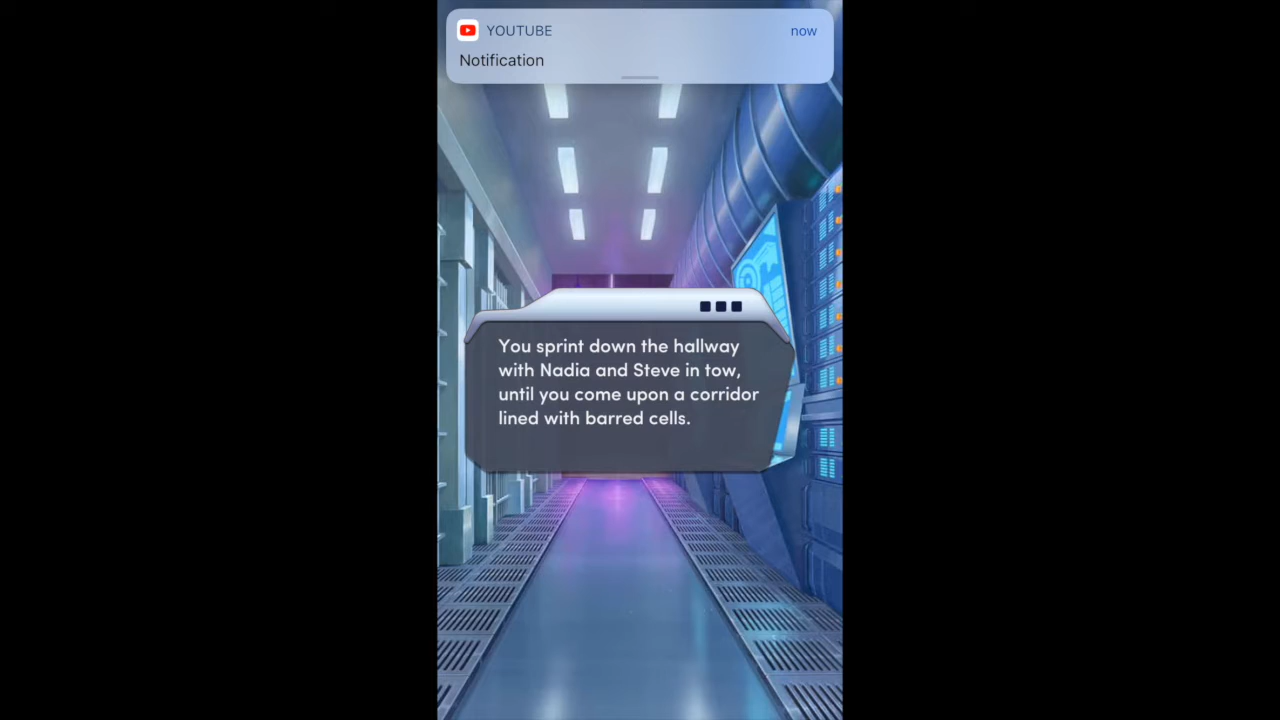 YOUTUBE now
Notification
You sprint down the hallway
with Nadia and Steve in tow,
until you come upon a corridor
lined with barred cells.